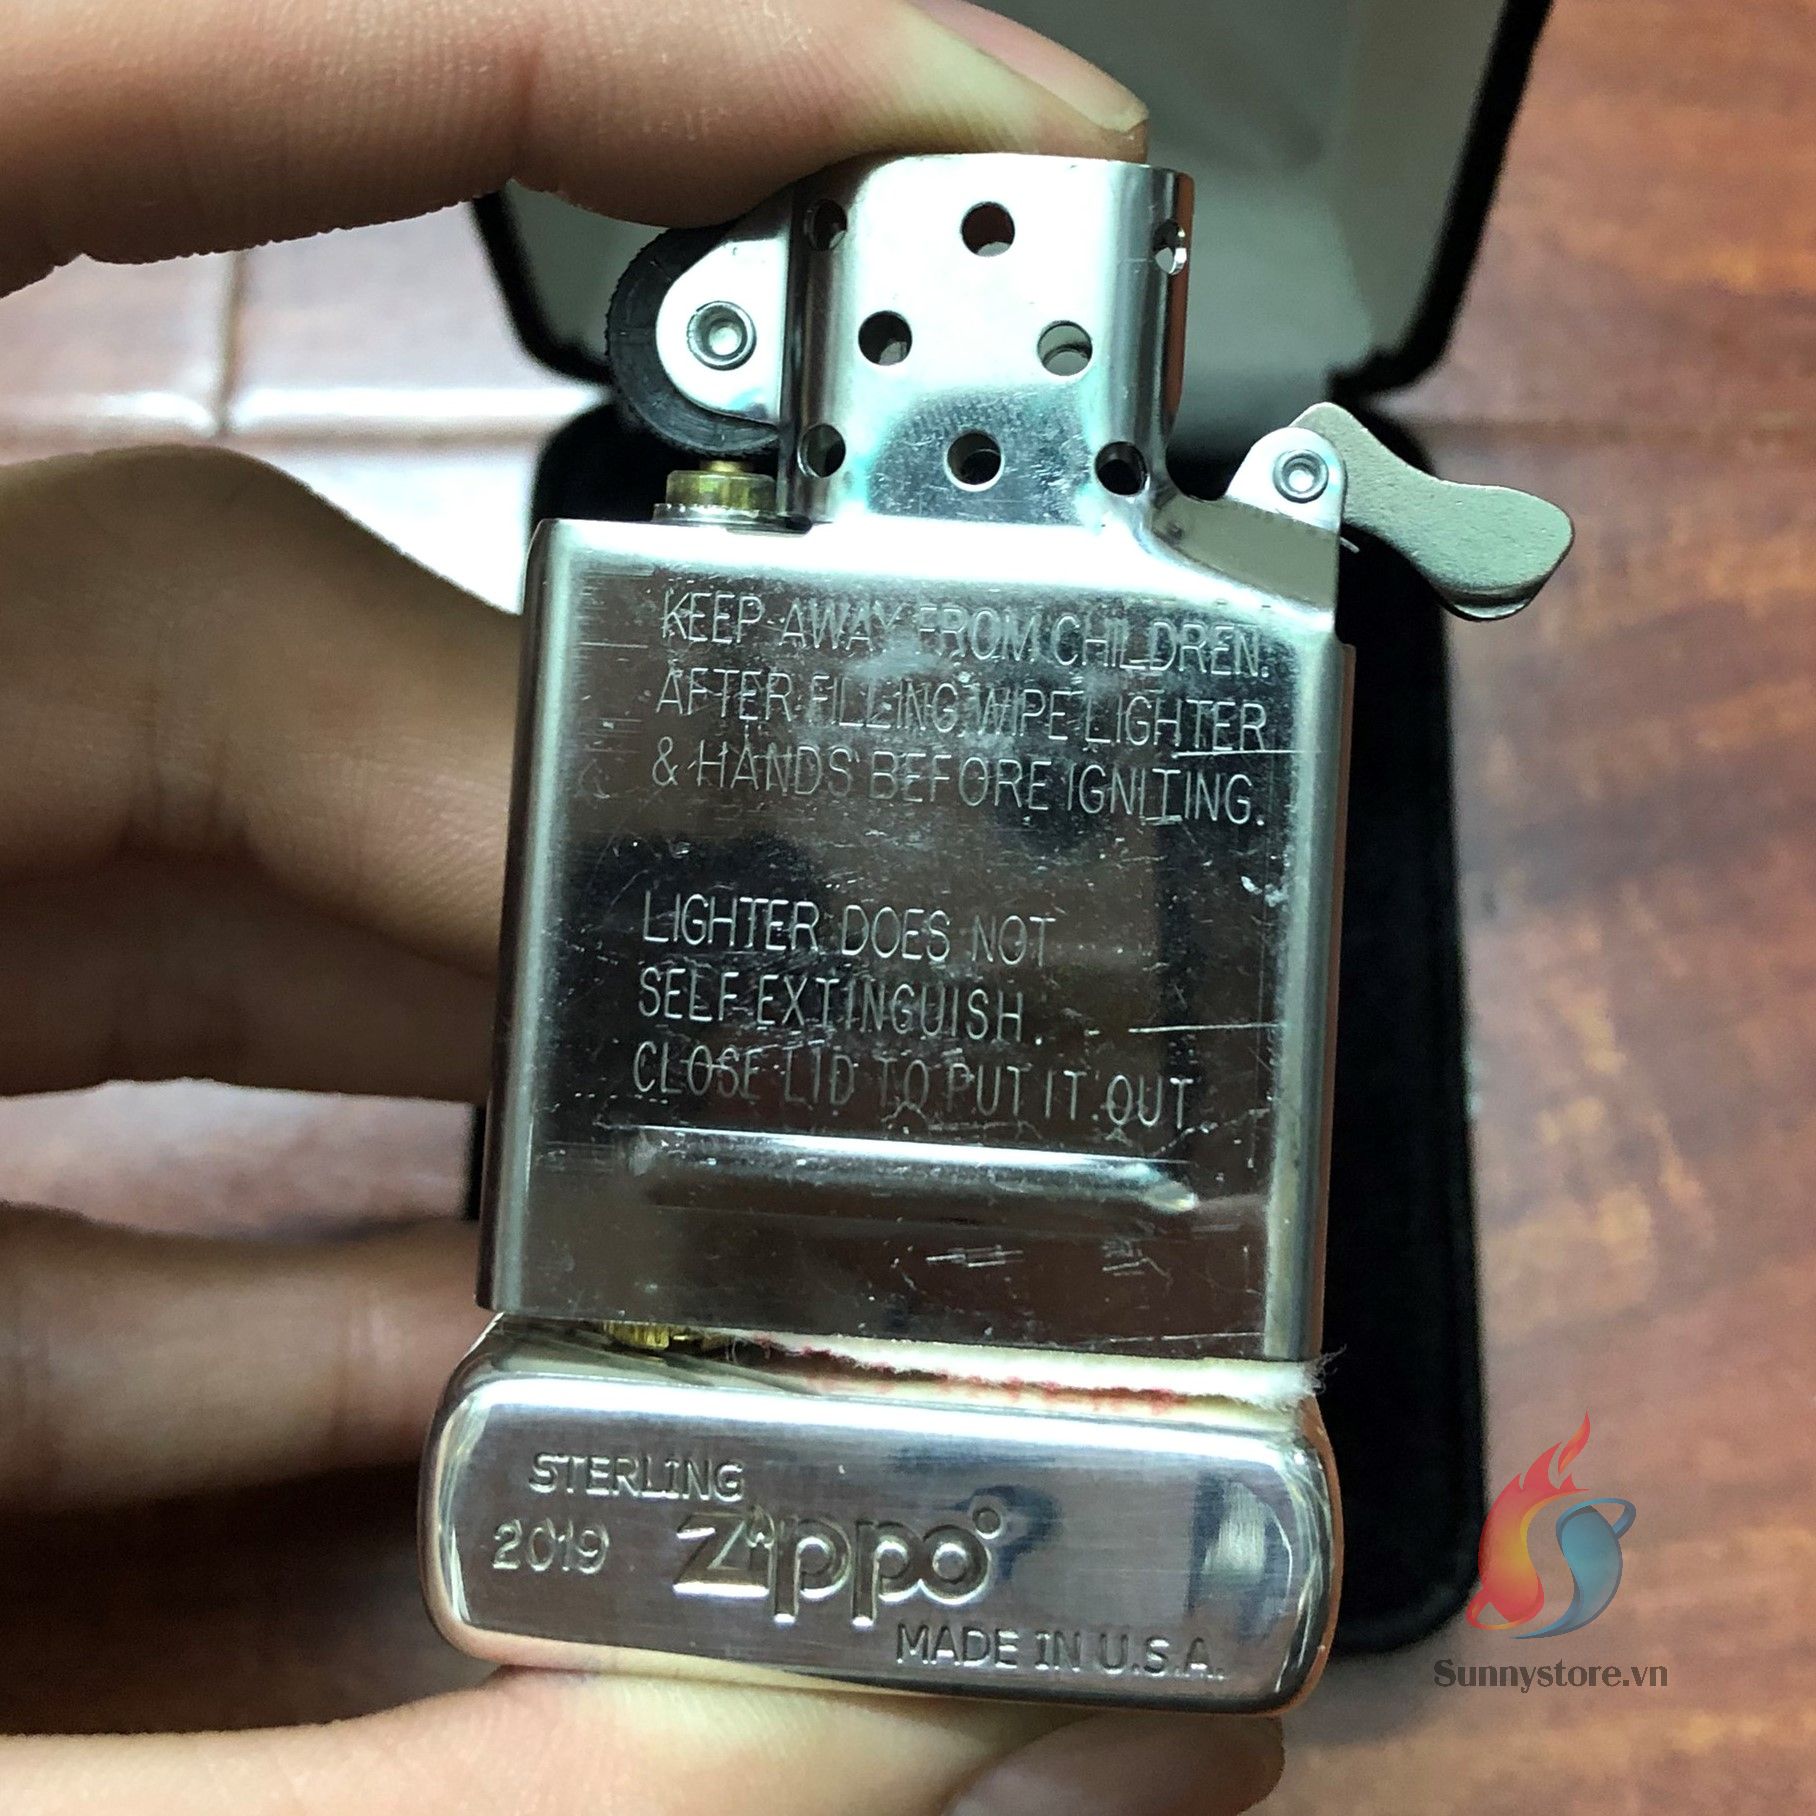 KEEP AWAY FROM CHILDREN.
AFTER FILLING WIPE LIGHTER
& HANDS BEFORE IGNITING.
LIGHTER DOES NOT
SELF EXTINGUISH.
CLOSE LID TO PUT IT OUT.
STERLING
2019 Zippo
MADE IN U.S.A.
Sunnystore.vn